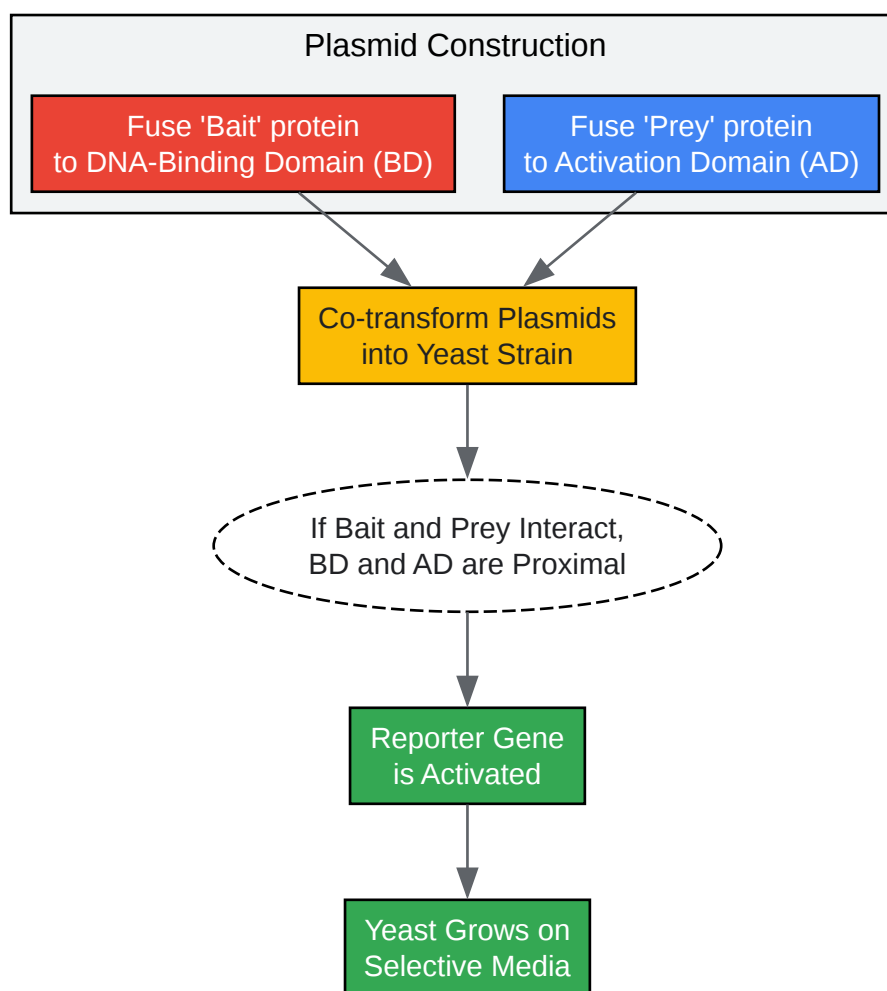 Plasmid Construction
Fuse 'Bait' protein
to DNA-Binding Domain (BD)
Fuse 'Prey' protein
to Activation Domain (AD)
Co-transform Plasmids
into Yeast Strain
If Bait and Prey Interact,
BD and AD are Proximal
Reporter Gene
is Activated
Yeast Grows on
Selective Media